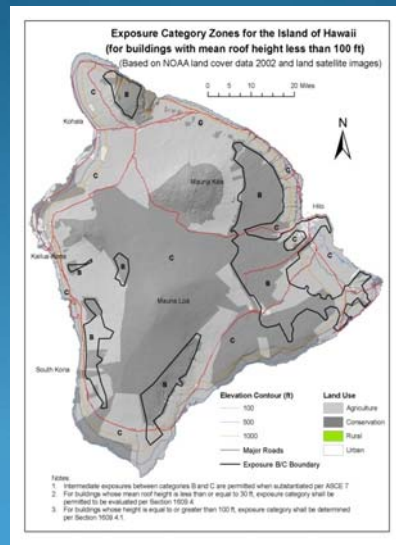 Exposure Category Zones for the Island of Hawaii
(for buildings with mean roof height less than 100 ft)
(Based on NOAA land cover data 2002 and land satellite images)
0 5 10 20 Miles
B
C
C
Kohala
C
N
C
Mauna Kea
B
C
Hilo
C
C
C
Kailua-Kona
B
B
C
B
B
C
Mauna Loa
B
C
B
South Kona
C
Elevation Contour (ft)
100
500
1000
Major Roads
Exposure B/C Boundary
Land Use
Agriculture
Conservation
Rural
Urban
Notes:
1. Intermediate exposures between categories B and C are permitted when substantiated per ASCE 7
2. For buildings whose mean roof height is less than or equal to 30 ft, exposure category shall be
permitted to be evaluated per Section 1609.4.
3. For buildings whose height is equal to or greater than 100 ft, exposure category shall be determined
per Section 1609.4.1.